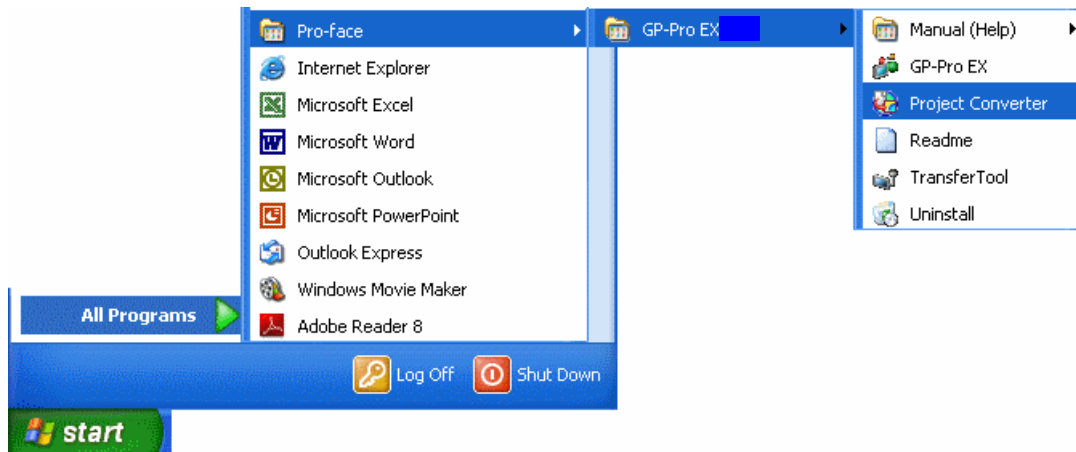 Pro-face
Internet Explorer
Microsoft Excel
Microsoft Word
Microsoft Outlook
Microsoft PowerPoint
Outlook Express
Windows Movie Maker
Adobe Reader 8
GP-Pro EX
Manual (Help)
GP-Pro EX
Project Converter
Readme
TransferTool
Uninstall
All Programs
Log Off
Shut Down
start